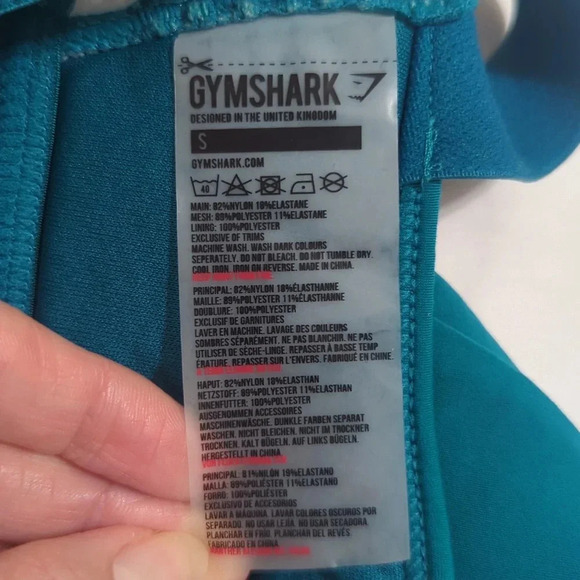 GYMSHARK
DESIGNED IN THE UNITED KINGDOM
S
GYMSHARK.COM
40
MAIN: 82%NYLON 18%ELASTANE
MESH: 89%POLYESTER 11%ELASTANE
LINING: 100%POLYESTER
EXCLUSIVE OF TRIMS
MACHINE WASH. WASH DARK COLOURS
SEPERATELY. DO NOT BLEACH. DO NOT TUMBLE DRY.
COOL IRON. IRON ON REVERSE. MADE IN CHINA.
PRINCIPAL: 82%NYLON 18%ÉLASTHANNE
MAILLE: 89%POLYESTER 11%ÉLASTHANNE
DOUBLURE: 100%POLYESTER
EXCLUSIF DE GARNITURES
LAVER EN MACHINE. LAVAGE DES COULEURS
SOMBRES SÉPARÉMENT. NE PAS BLANCHIR. NE PAS
UTILISER DE SÈCHE-LINGE. REPASSER À BASSE TEMP
ÉRATURE. REPASSER SUR L'ENVERS. FABRIQUÉ EN CHINE.
HAPUT: 82%NYLON 18%ELASTHAN
NETZSTOFF: 89%POLYESTER 11%ELASTHAN
INNENFUTTER: 100%POLYESTER
AUSGENOMMEN ACCESSOIRES
MASCHINENWÄSCHE. DUNKLE FARBEN SEPARAT
WASCHEN. NICHT BLEICHEN. NICHT IM TROCKNER
TROCKNEN. KALT BÜGELN. AUF LINKS BÜGELN.
HERGESTELLT IN CHINA
PRINCIPAL: 81%NILÓN 19%ELASTANO
MALLA: 89%POLIÉSTER 11%ELASTANO
FORRO: 100%POLIÉSTER
EXCLUSIVO DE ACCESORIOS
LAVAR A MÁQUINA. LAVAR COLORES OSCUROS POR
SEPARADO. NO USAR LEJÍA. NO USAR SECADORA
PLANCHAR EN FRÍO. PLANCHAR DEL REVÉS.
FABRICADO EN CHINA